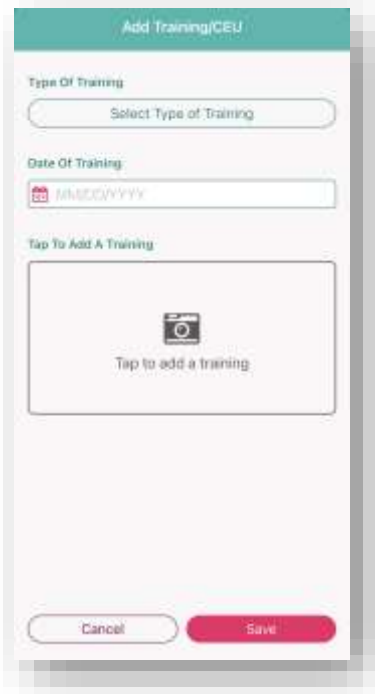 Add Training/CEU
Type Of Training
Select Type of Training
Date Of Training
MM/DD/YYYY
Tap To Add A Training
Tap to add a training
Cancel
Save